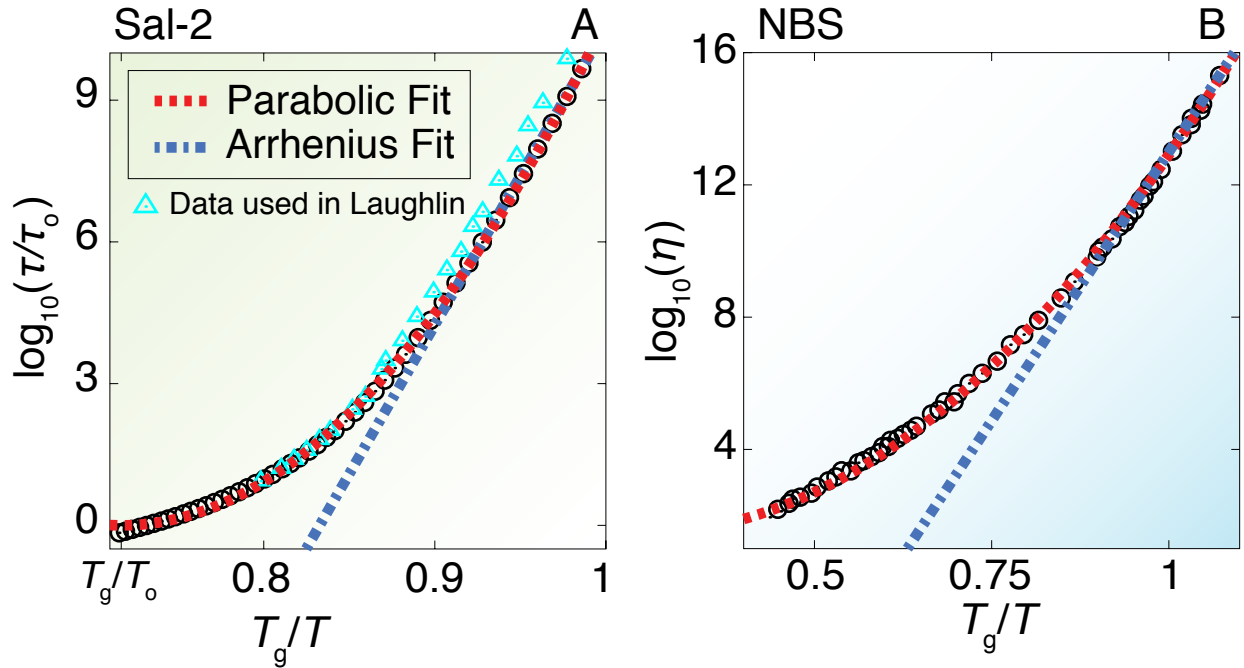 Sal-2
A
9
6
3
0
log10(τ/τo)
Parabolic Fit
Arrhenius Fit
Data used in Laughlin
Tg/To
0.8
0.9
1
Tg/T
NBS
B
16
12
8
4
log10(η)
0.5
0.75
1
Tg/T